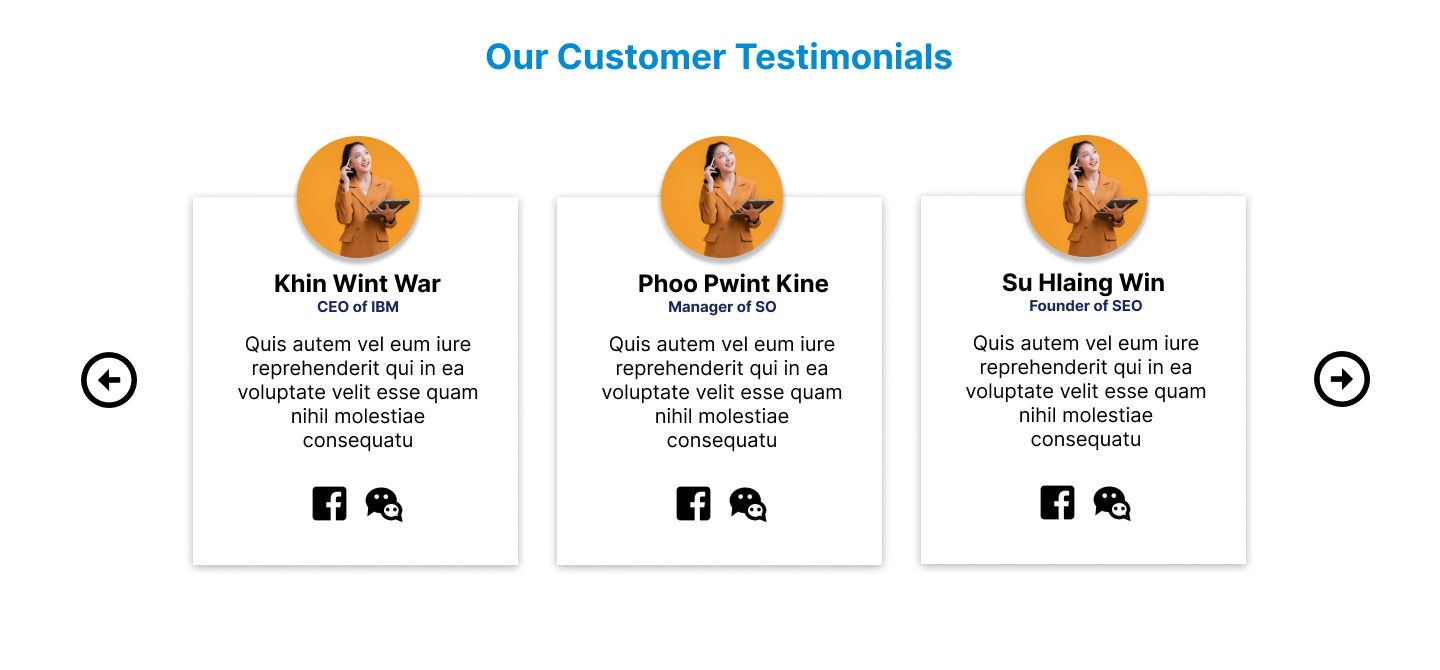 Our Customer Testimonials
Khin Wint War
CEO of IBM
Quis autem vel eum iure
reprehenderit qui in ea
voluptate velit esse quam
nihil molestiae
consequatu
Phoo Pwint Kine
Manager of SO
Quis autem vel eum iure
reprehenderit qui in ea
voluptate velit esse quam
nihil molestiae
consequatu
Su Hlaing Win
Founder of SEO
Quis autem vel eum iure
reprehenderit qui in ea
voluptate velit esse quam
nihil molestiae
consequatu